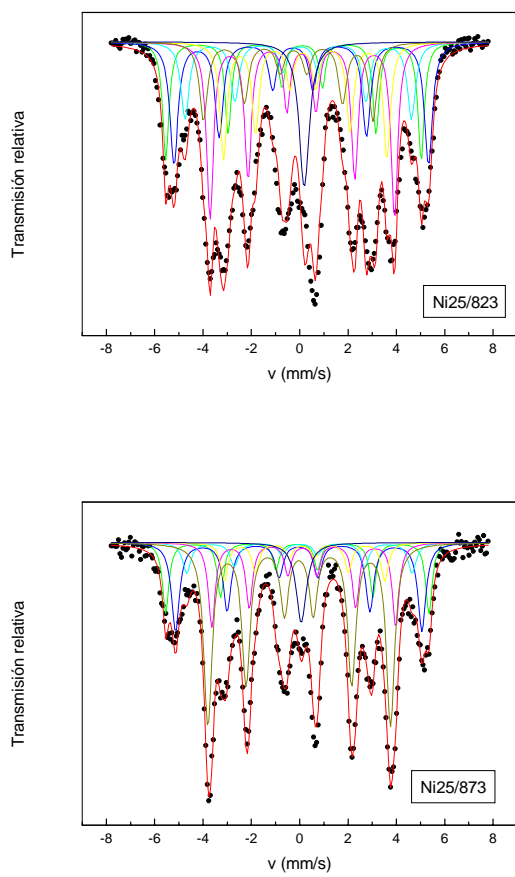 Transmisión relativa
Ni25/823
-8 -6 -4 -2 0 2 4 6 8
v (mm/s)
Transmisión relativa
Ni25/873
-8 -6 -4 -2 0 2 4 6 8
v (mm/s)